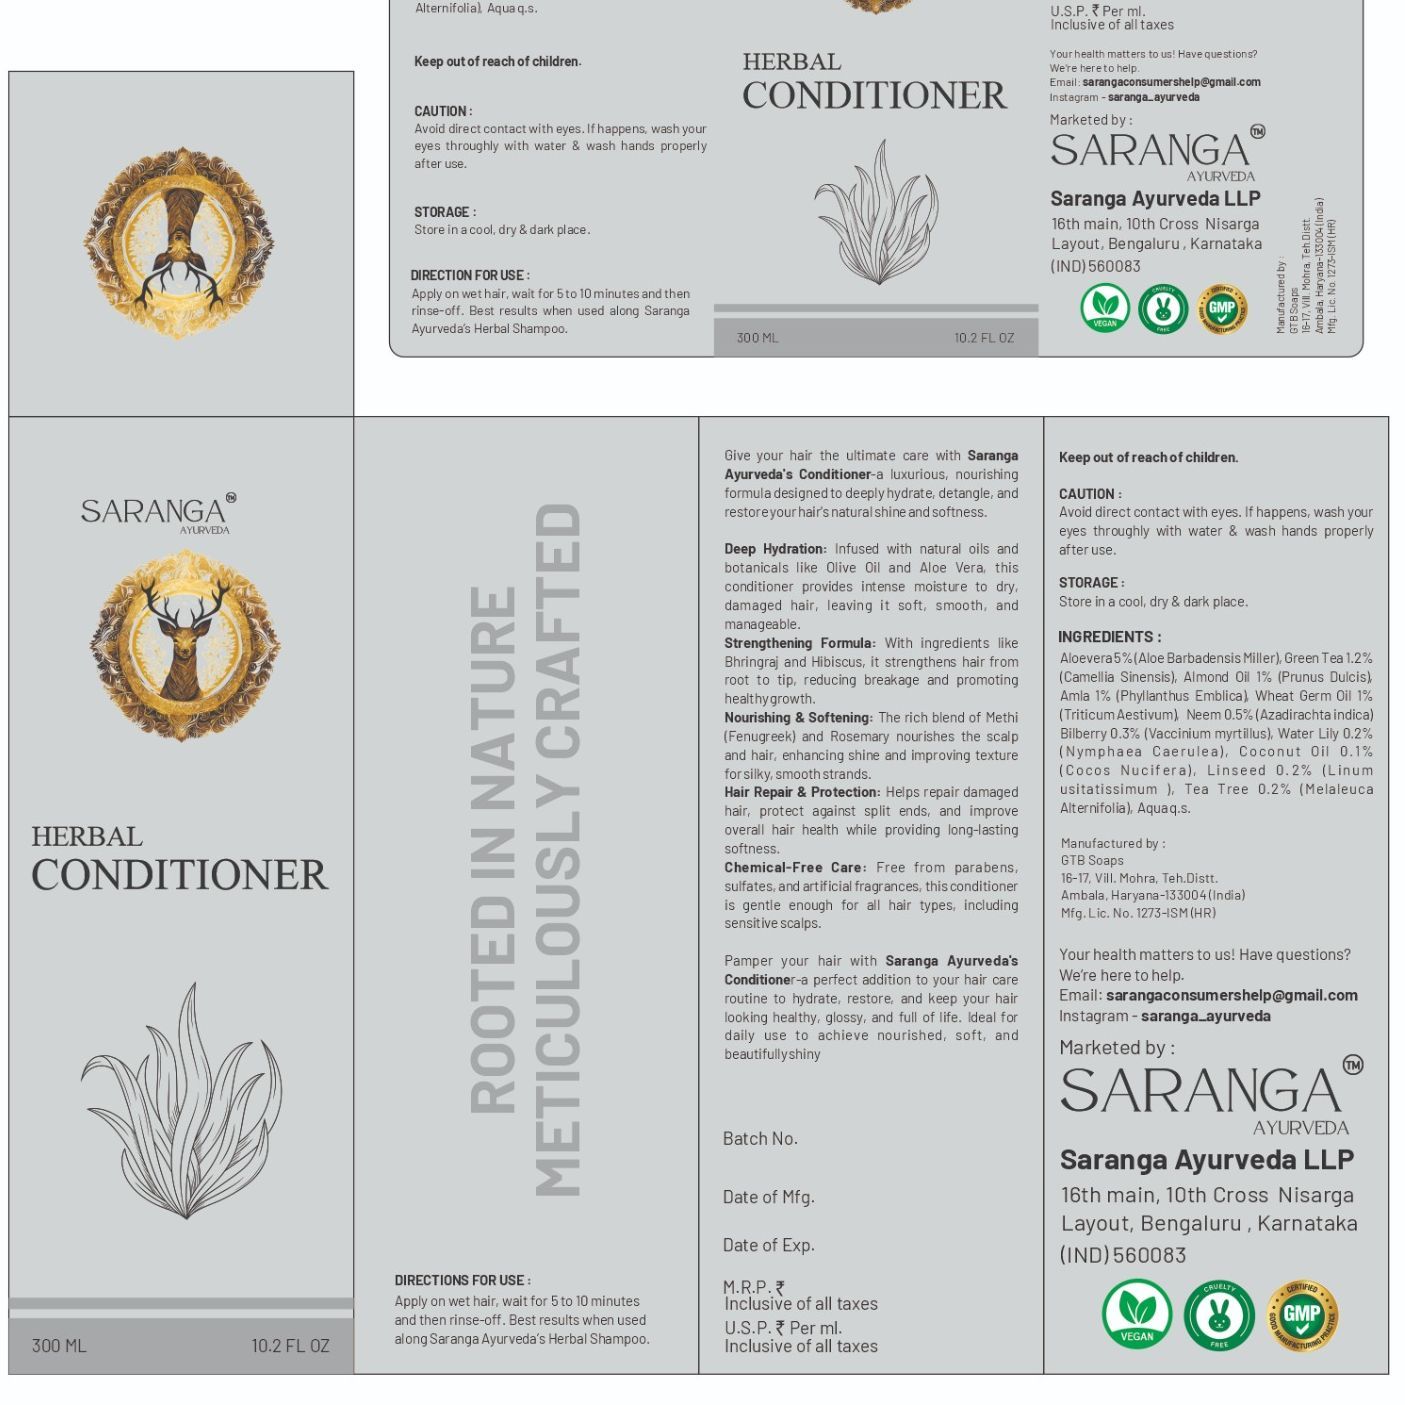 Alternifolia), Aqua q.s.
Keep out of reach of children.
CAUTION :
Avoid direct contact with eyes. If happens, wash your
eyes throughly with water & wash hands properly
after use.
STORAGE :
Store in a cool, dry & dark place.
DIRECTION FOR USE :
Apply on wet hair, wait for 5 to 10 minutes and then
rinse-off. Best results when used along Saranga
Ayurveda's Herbal Shampoo.
HERBAL
CONDITIONER
300 ML
10.2 FL OZ
U.S.P. ₹ Per ml.
Inclusive of all taxes
Your health matters to us! Have questions?
We're here to help.
Email: sarangaconsumershelp@gmail.com
Instagram - saranga_ayurveda
Marketed by :
SARANGA TM
AYURVEDA
Saranga Ayurveda LLP
16th main, 10th Cross Nisarga
Layout, Bengaluru , Karnataka
(IND) 560083
VEGAN
CRUELTY
FREE
CERTIFIED
GMP
GOOD MANUFACTURING PRACTICE
Manufactured by :
GTB Soaps
16-17, Vill. Mohra, Teh.Distt.
Ambala, Haryana-133004 (India)
Mfg. Lic. No. 1273-ISM (HR)
SARANGA TM
AYURVEDA
HERBAL
CONDITIONER
300 ML
10.2 FL OZ
ROOTED IN NATURE
METICULOUSLY CRAFTED
DIRECTIONS FOR USE :
Apply on wet hair, wait for 5 to 10 minutes
and then rinse-off. Best results when used
along Saranga Ayurveda's Herbal Shampoo.
Give your hair the ultimate care with Saranga
Ayurveda's Conditioner-a luxurious, nourishing
formula designed to deeply hydrate, detangle, and
restore your hair's natural shine and softness.
Deep Hydration: Infused with natural oils and
botanicals like Olive Oil and Aloe Vera, this
conditioner provides intense moisture to dry,
damaged hair, leaving it soft, smooth, and
manageable.
Strengthening Formula: With ingredients like
Bhringraj and Hibiscus, it strengthens hair from
root to tip, reducing breakage and promoting
healthy growth.
Nourishing & Softening: The rich blend of Methi
(Fenugreek) and Rosemary nourishes the scalp
and hair, enhancing shine and improving texture
for silky, smooth strands.
Hair Repair & Protection: Helps repair damaged
hair, protect against split ends, and improve
overall hair health while providing long-lasting
softness.
Chemical-Free Care: Free from parabens,
sulfates, and artificial fragrances, this conditioner
is gentle enough for all hair types, including
sensitive scalps.
Pamper your hair with Saranga Ayurveda's
Conditioner-a perfect addition to your hair care
routine to hydrate, restore, and keep your hair
looking healthy, glossy, and full of life. Ideal for
daily use to achieve nourished, soft, and
beautifully shiny
Batch No.
Date of Mfg.
Date of Exp.
M.R.P. ₹
Inclusive of all taxes
U.S.P. ₹ Per ml.
Inclusive of all taxes
Keep out of reach of children.
CAUTION :
Avoid direct contact with eyes. If happens, wash your
eyes throughly with water & wash hands properly
after use.
STORAGE :
Store in a cool, dry & dark place.
INGREDIENTS :
Aloevera 5% (Aloe Barbadensis Miller), Green Tea 1.2%
(Camellia Sinensis), Almond Oil 1% (Prunus Dulcis),
Amla 1% (Phyllanthus Emblica), Wheat Germ Oil 1%
(Triticum Aestivum), Neem 0.5% (Azadirachta indica)
Bilberry 0.3% (Vaccinium myrtillus), Water Lily 0.2%
(Nymphaea Caerulea), Coconut Oil 0.1%
(Cocos Nucifera), Linseed 0.2% (Linum
usitatissimum ), Tea Tree 0.2% (Melaleuca
Alternifolia), Aqua q.s.
Manufactured by :
GTB Soaps
16-17, Vill. Mohra, Teh.Distt.
Ambala, Haryana-133004 (India)
Mfg. Lic. No. 1273-ISM (HR)
Your health matters to us! Have questions?
We're here to help.
Email: sarangaconsumershelp@gmail.com
Instagram - saranga_ayurveda
Marketed by :
SARANGA TM
AYURVEDA
Saranga Ayurveda LLP
16th main, 10th Cross Nisarga
Layout, Bengaluru , Karnataka
(IND) 560083
VEGAN
CRUELTY
FREE
CERTIFIED
GMP
GOOD MANUFACTURING PRACTICE